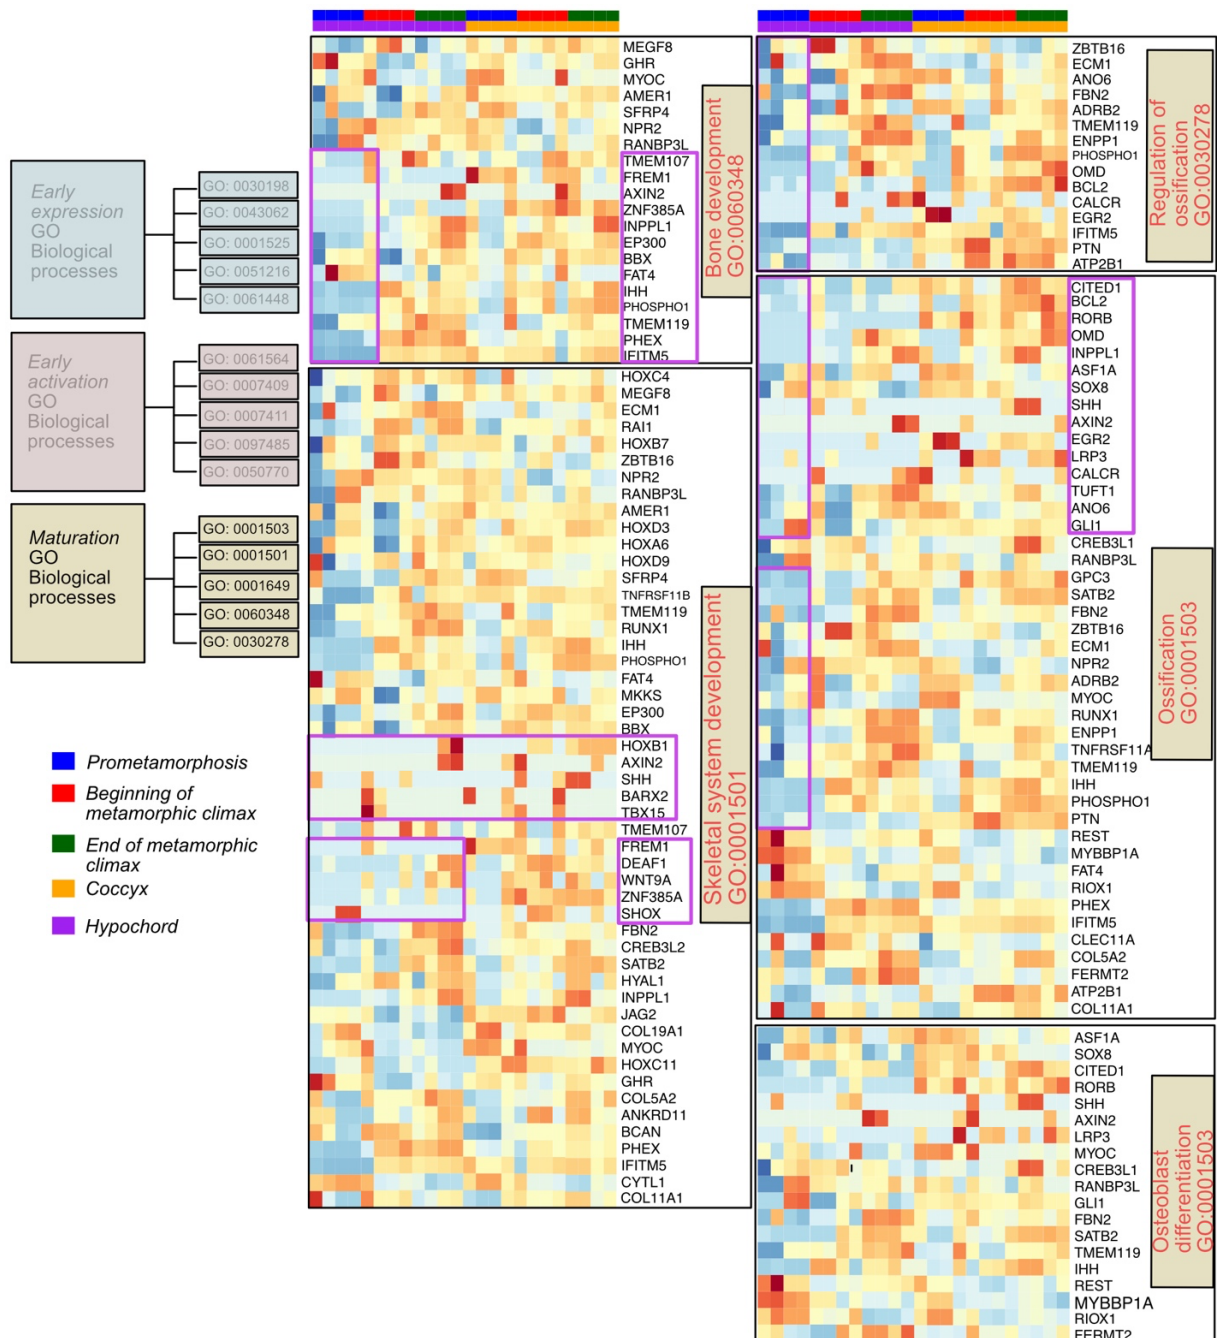 Early
expression
GO
Biological
processes
GO: 0030198
GO: 0043062
GO: 0001525
GO: 0051216
GO: 0061448
Early
activation
GO
Biological
processes
GO: 0061564
GO: 0007409
GO: 0007411
GO: 0097485
GO: 0050770
Maturation
GO
Biological
processes
GO: 0001503
GO: 0001501
GO: 0001649
GO: 0060348
GO: 0030278
Prometamorphosis
Beginning of
metamorphic climax
End of metamorphic
climax
Coccyx
Hypochord
MEGF8
GHR
MYOC
AMER1
SFRP4
NPR2
RANBP3L
TMEM107
FREM1
AXIN2
ZNF385A
INPPL1
EP300
BBX
FAT4
IHH
PHOSPHO1
TMEM119
PHEX
IFITM5
Bone development
GO:0060348
HOXC4
MEGF8
ECM1
RAI1
HOXB7
ZBTB16
NPR2
RANBP3L
AMER1
HOXD3
HOXA6
HOXD9
SFRP4
TNFRSF11B
TMEM119
RUNX1
IHH
PHOSPHO1
FAT4
MKKS
EP300
BBX
HOXB1
AXIN2
SHH
BARX2
TBX15
TMEM107
FREM1
DEAF1
WNT9A
ZNF385A
SHOX
FBN2
CREB3L2
SATB2
HYAL1
INPPL1
JAG2
COL19A1
MYOC
HOXC11
GHR
COL5A2
ANKRD11
BCAN
PHEX
IFITM5
CYTL1
COL11A1
Skeletal system development
GO:0001501
ZBTB16
ECM1
ANO6
FBN2
ADRB2
TMEM119
ENPP1
PHOSPHO1
OMD
BCL2
CALCR
EGR2
IFITM5
PTN
ATP2B1
Regulation of
ossification
GO:0030278
CITED1
BCL2
RORB
OMD
INPPL1
ASF1A
SOX8
SHH
AXIN2
EGR2
LRP3
CALCR
TUFT1
ANO6
GLI1
CREB3L1
RANBP3L
GPC3
SATB2
FBN2
ZBTB16
ECM1
NPR2
ADRB2
MYOC
RUNX1
ENPP1
TNFRSF11A
TMEM119
IHH
PHOSPHO1
PTN
REST
MYBBP1A
FAT4
RIOX1
PHEX
IFITM5
CLEC11A
COL5A2
FERMT2
ATP2B1
COL11A1
Ossification
GO:0001503
ASF1A
SOX8
CITED1
RORB
SHH
AXIN2
LRP3
MYOC
CREB3L1
RANBP3L
GLI1
FBN2
SATB2
TMEM119
IHH
REST
MYBBP1A
RIOX1
FERMT2
Osteoblast
differentiation
GO:0001503